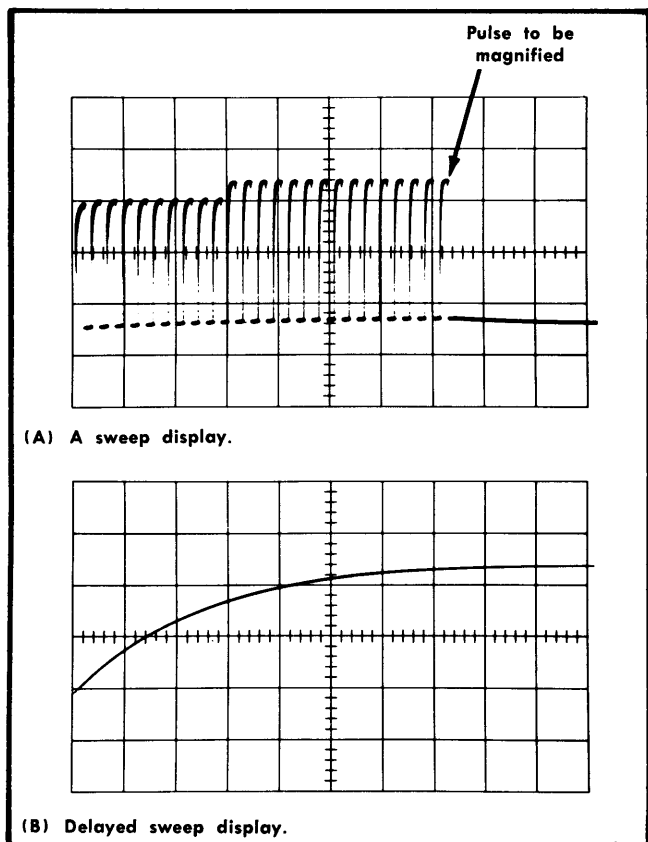 Pulse to be
magnified
(A) A sweep display.
(B) Delayed sweep display.